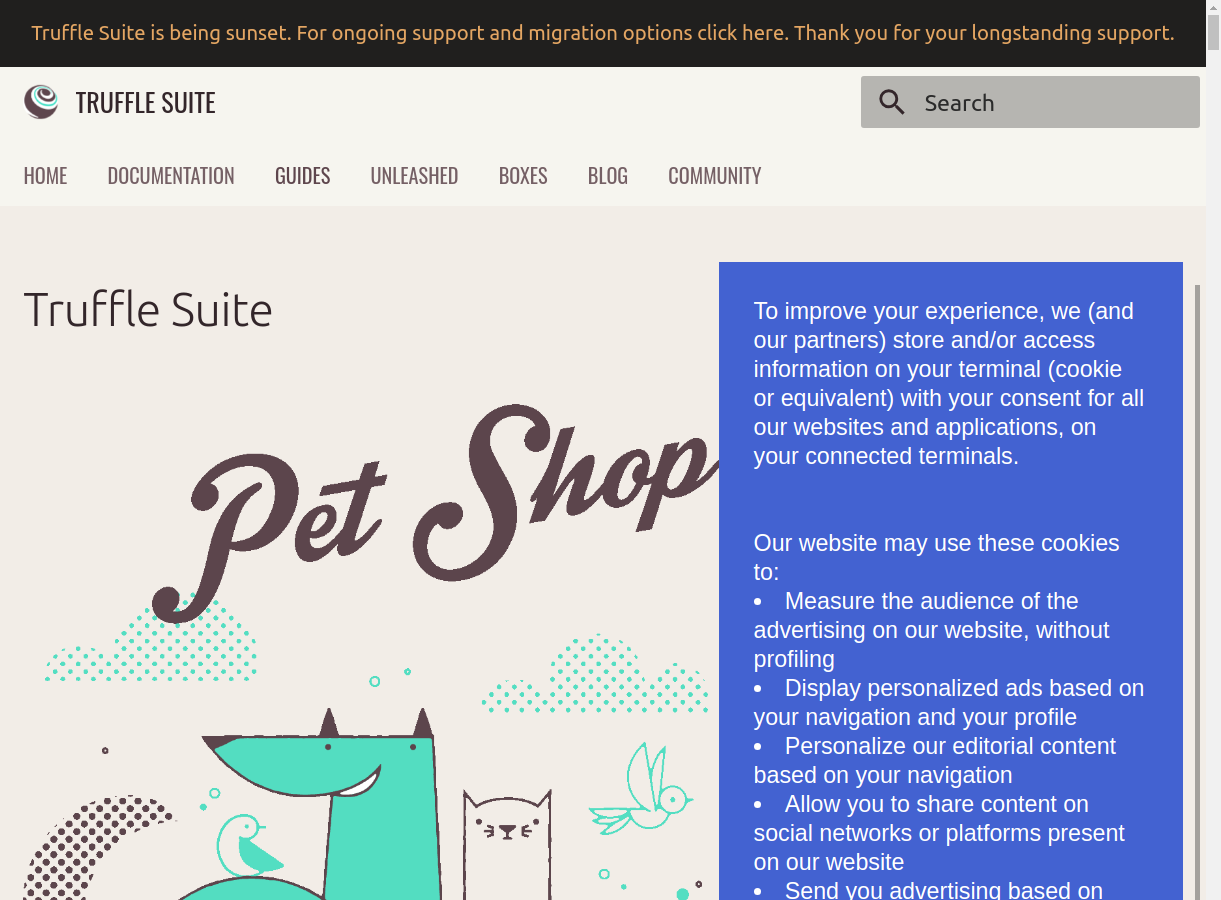 Truffle Suite is being sunset. For ongoing support and migration options click here. Thank you for your longstanding support.
TRUFFLE SUITE
Search
HOME
DOCUMENTATION
GUIDES
UNLEASHED
BOXES
BLOG
COMMUNITY
Truffle Suite
Pet Shop
To improve your experience, we (and
our partners) store and/or access
information on your terminal (cookie
or equivalent) with your consent for all
our websites and applications, on
your connected terminals.
Our website may use these cookies
to:
• Measure the audience of the
advertising on our website, without
profiling
• Display personalized ads based on
your navigation and your profile
• Personalize our editorial content
based on your navigation
• Allow you to share content on
social networks or platforms present
on our website
• Send you advertising based on